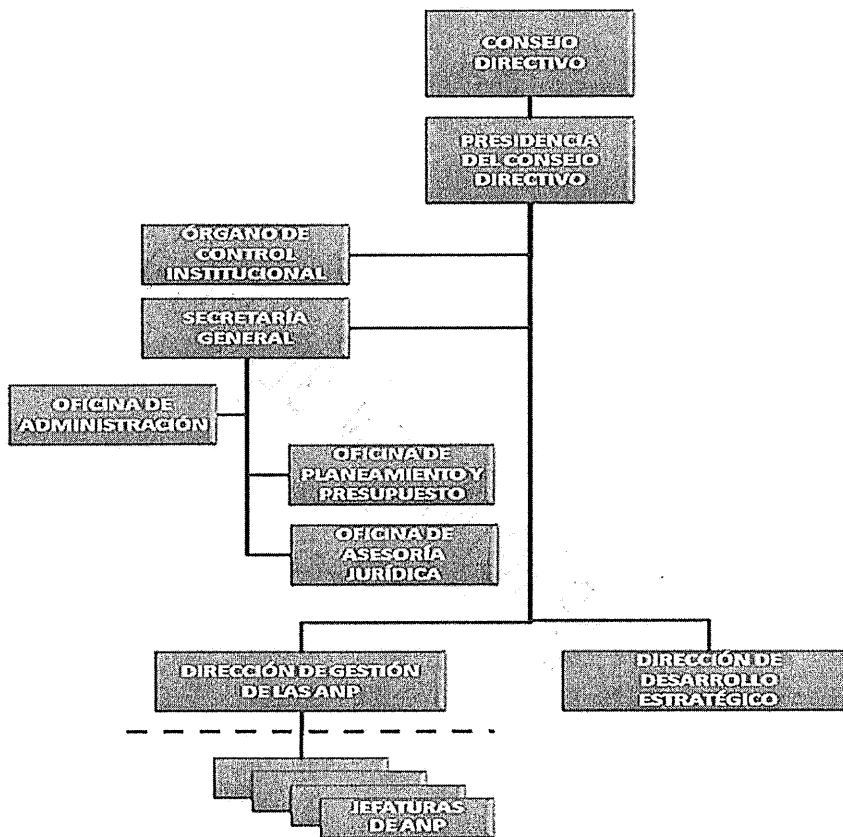 CONSEJO
DIRECTIVO
PRESIDENCIA
DEL CONSEJO
DIRECTIVO
ÓRGANO DE
CONTROL
INSTITUCIONAL
SECRETARÍA
GENERAL
OFICINA DE
ADMINISTRACIÓN
OFICINA DE
PLANEAMIENTO Y
PRESUPUESTO
OFICINA DE
ASESORÍA
JURÍDICA
DIRECCIÓN DE GESTIÓN
DE LAS ANP
DIRECCIÓN DE
DESARROLLO
ESTRATÉGICO
JEFATURAS
DE ANP